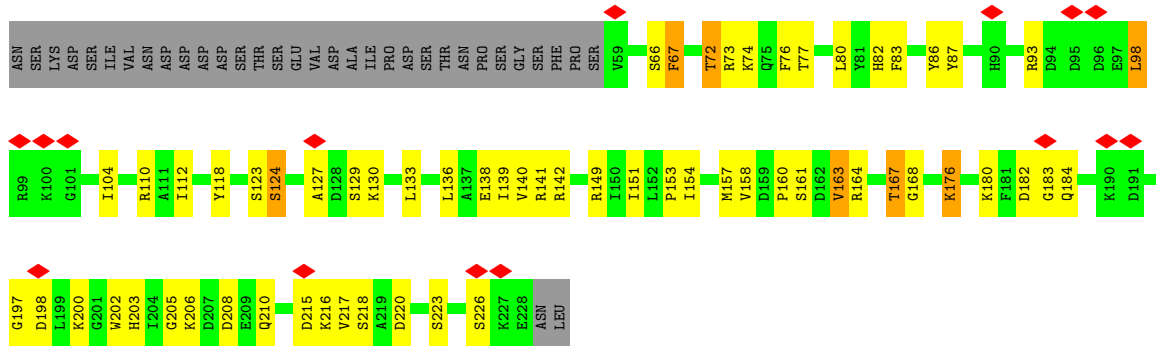 ASN SER LYS ASP SER ILE VAL ASN ASP ASP ASP ASP SER THR SER GLU VAL ASP ALA ILE PRO ASP SER THR ASN PRO SER GLY SER PHE PRO SER V59 S66 F67 T72 R73 K74 Q75 F76 T77 L80 Y81 H82 F83 Y86 Y87 H90 R93 D94 D95 D96 E97 L98
R99 K100 G101 I104 R110 A111 I112 Y118 S123 S124 A127 D128 S129 K130 L133 L136 A137 E138 I139 V140 R141 R142 R149 I150 I151 L152 P153 I154 M157 V158 D159 P160 S161 D162 V163 R164 T167 G168 K176 K180 F181 D182 G183 Q184 K190 D191
G197 D198 L199 K200 G201 W202 H203 I204 G205 K206 D207 D208 E209 Q210 D215 K216 V217 S218 A219 D220 S223 S226 K227 E228 ASN LEU